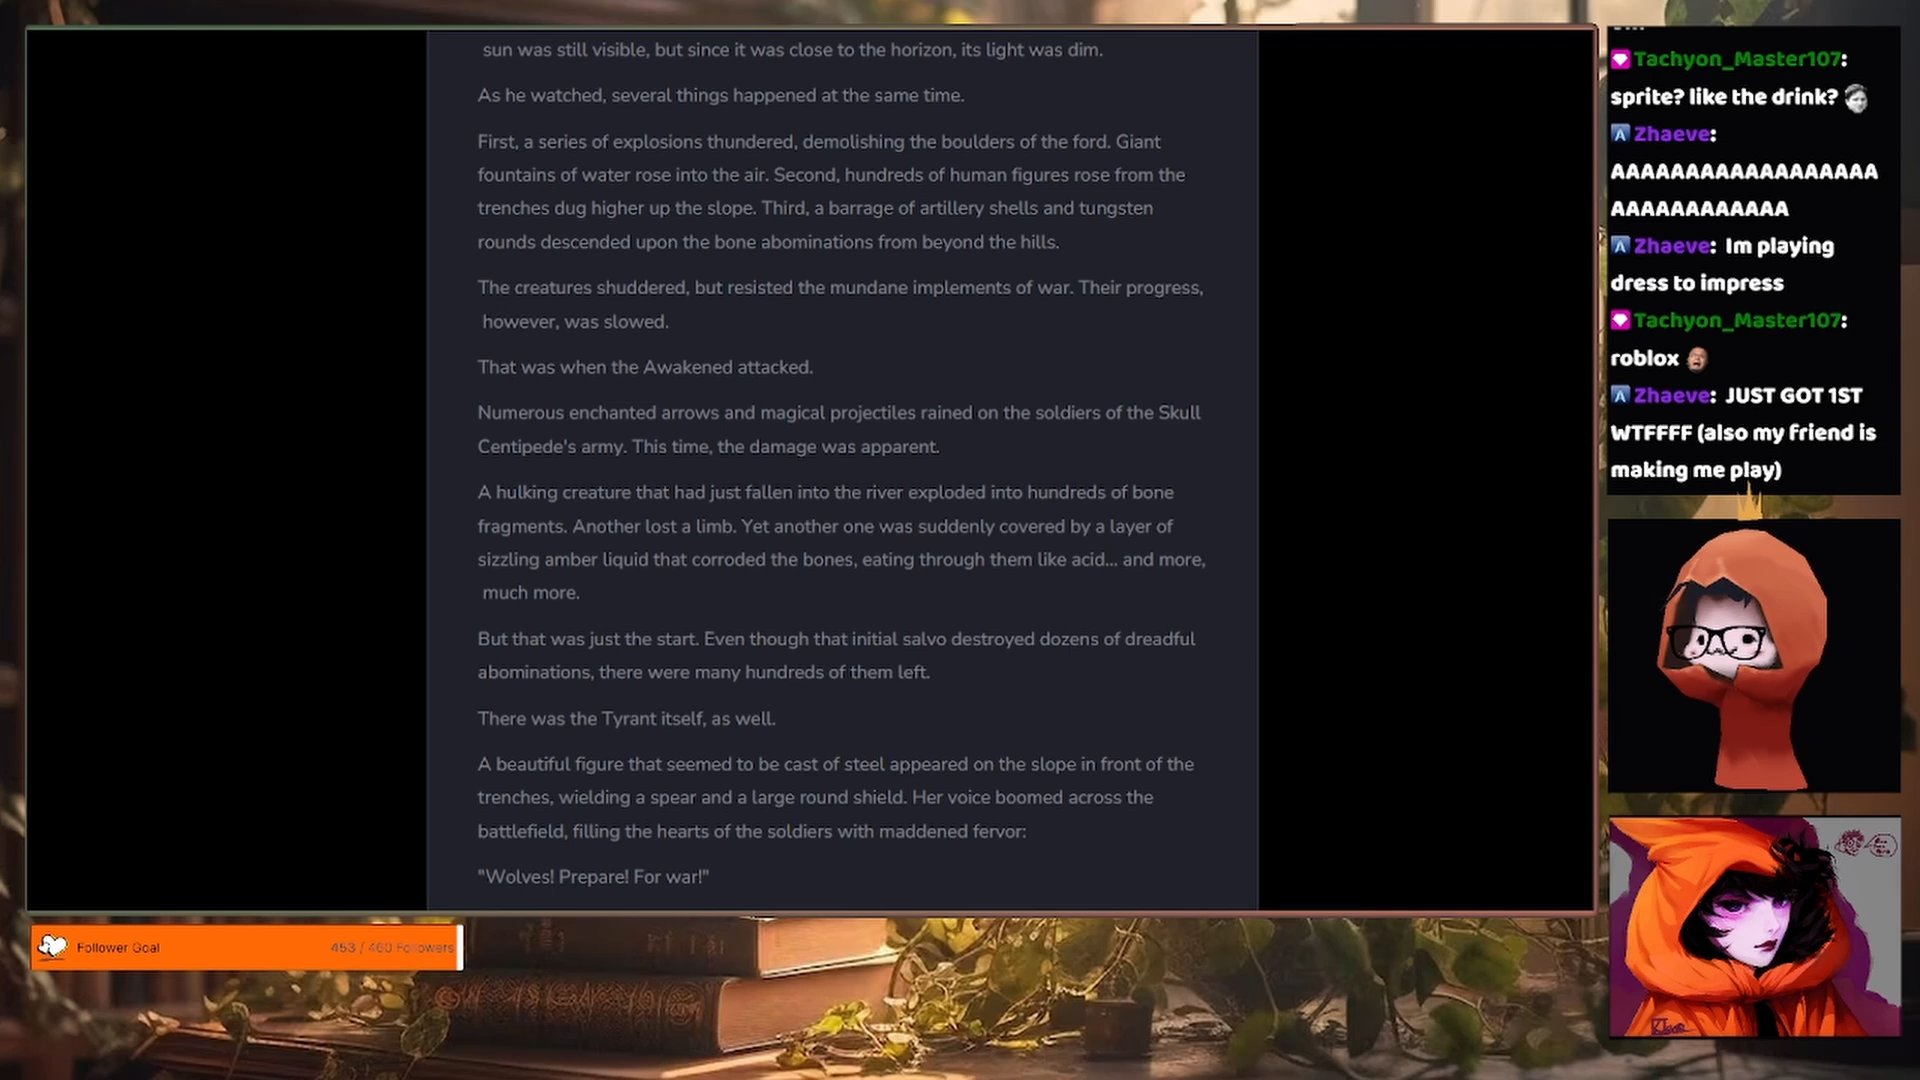 sun was still visible, but since it was close to the horizon, its light was dim.
As he watched, several things happened at the same time.
First, a series of explosions thundered, demolishing the boulders of the ford. Giant
fountains of water rose into the air. Second, hundreds of human figures rose from the
trenches dug higher up the slope. Third, a barrage of artillery shells and tungsten
rounds descended upon the bone abominations from beyond the hills.
The creatures shuddered, but resisted the mundane implements of war. Their progress,
however, was slowed.
That was when the Awakened attacked.
Numerous enchanted arrows and magical projectiles rained on the soldiers of the Skull
Centipede's army. This time, the damage was apparent.
A hulking creature that had just fallen into the river exploded into hundreds of bone
fragments. Another lost a limb. Yet another one was suddenly covered by a layer of
sizzling amber liquid that corroded the bones, eating through them like acid... and more,
much more.
But that was just the start. Even though that initial salvo destroyed dozens of dreadful
abominations, there were many hundreds of them left.
There was the Tyrant itself, as well.
A beautiful figure that seemed to be cast of steel appeared on the slope in front of the
trenches, wielding a spear and a large round shield. Her voice boomed across the
battlefield, filling the hearts of the soldiers with maddened fervor:
"Wolves! Prepare! For war!"
Tachyon_Master107:
sprite? like the drink?
A Zhaeve:
AAAAAAAAAAAAAAAAAA
AAAAAAAAAAAA
A Zhaeve: Im playing
dress to impress
Tachyon_Master107:
roblox
A Zhaeve: JUST GOT 1ST
WTFFFF (also my friend is
making me play)
Follower Goal
453 / 460 Followers